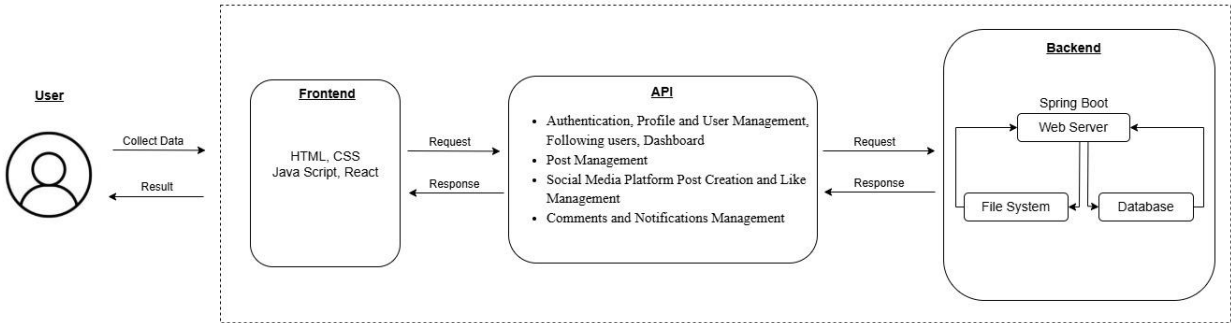 User
Collect Data
Result
Frontend
HTML, CSS
Java Script, React
Request
Response
API
• Authentication, Profile and User Management,
Following users, Dashboard
• Post Management
• Social Media Platform Post Creation and Like
Management
• Comments and Notifications Management
Request
Response
Backend
Spring Boot
Web Server
File System
Database